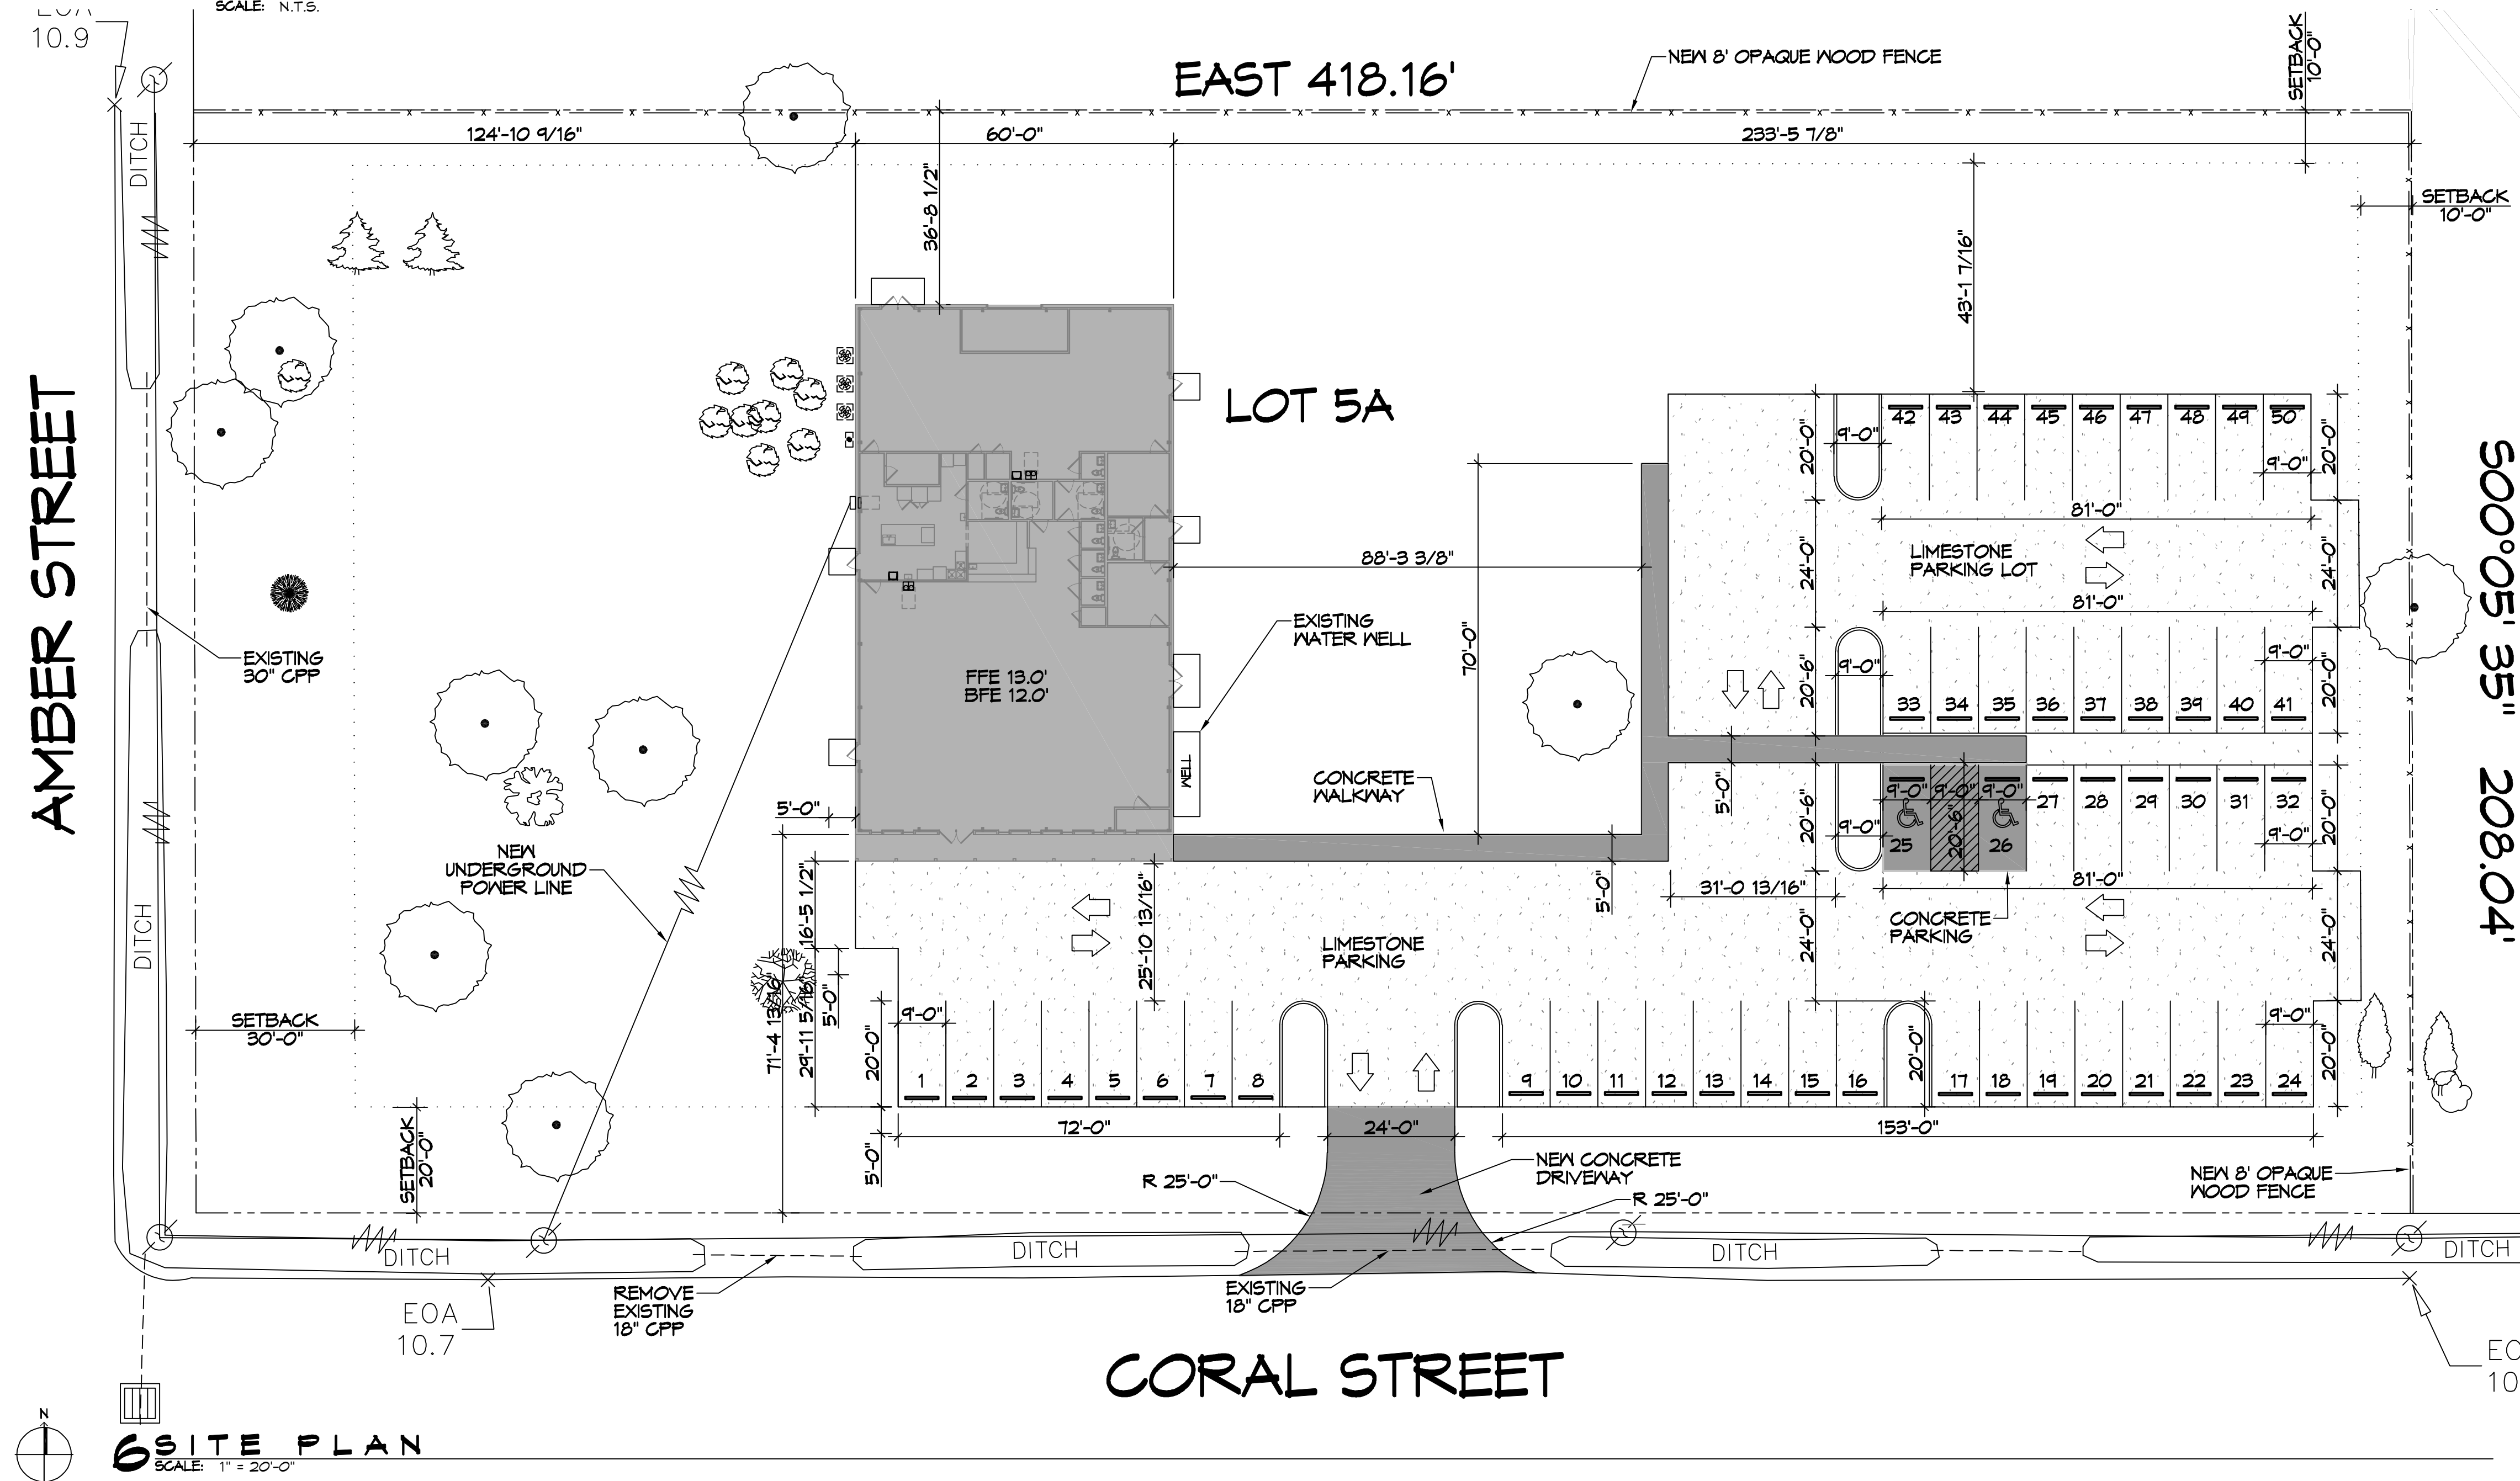 SCALE: N.T.S.
10.9
EAST 418.16'
NEW 8' OPAQUE WOOD FENCE
SETBACK
10'-0"
DITCH
124'-10 9/16"
60'-0"
233'-5 7/8"
36'-8 1/2"
43'-1 7/16"
SETBACK
10'-0"
AMBER STREET
LOT 5A
S00°05' 35" 208.04'
42 43 44 45 46 47 48 49 50
9'-0"
9'-0"
20'-0"
20'-0"
81'-0"
LIMESTONE
PARKING LOT
24'-0"
24'-0"
81'-0"
88'-3 3/8"
70'-0"
EXISTING
WATER WELL
EXISTING
30" CPP
FFE 13.0'
BFE 12.0'
WELL
9'-0"
9'-0"
20'-6"
20'-0"
33 34 35 36 37 38 39 40 41
CONCRETE
WALKWAY
5'-0"
5'-0"
9'-0" 9'-0" 9'-0"
27 28 29 30 31 32
20'-6"
20'-6"
20'-0"
9'-0"
9'-0"
25 26
81'-0"
31'-0 13/16"
5'-0"
CONCRETE
PARKING
24'-0"
24'-0"
NEW
UNDERGROUND
POWER LINE
16'-5 1/2"
25'-10 13/16"
LIMESTONE
PARKING
DITCH
71'-4 13/16"
29'-11 5/16"
5'-0"
20'-0"
9'-0"
9'-0"
20'-0"
20'-0"
SETBACK
30'-0"
1 2 3 4 5 6 7 8
9 10 11 12 13 14 15 16
17 18 19 20 21 22 23 24
72'-0"
24'-0"
153'-0"
SETBACK
20'-0"
5'-0"
R 25'-0"
NEW CONCRETE
DRIVEWAY
R 25'-0"
NEW 8' OPAQUE
WOOD FENCE
DITCH
DITCH
DITCH
DITCH
REMOVE
EXISTING
18" CPP
EXISTING
18" CPP
EOA
10.7
10
CORAL STREET
N
6 SITE PLAN
SCALE: 1" = 20'-0"